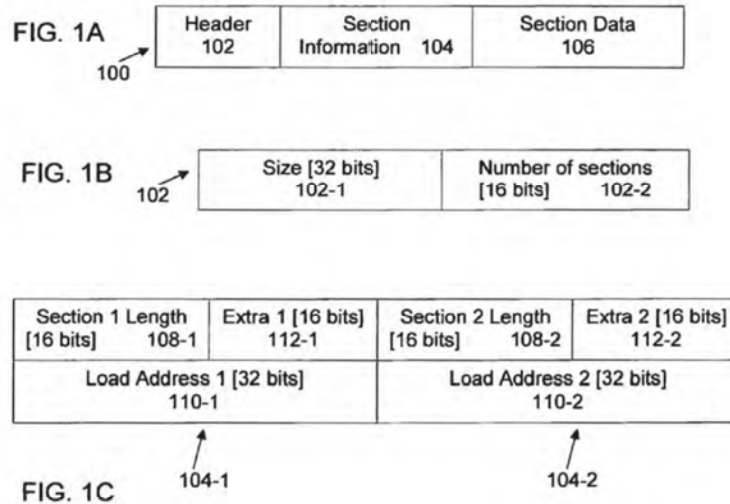 FIG. 1A
100
Header
102
Section
Information 104
Section Data
106
FIG. 1B
102
Size [32 bits]
102-1
Number of sections
[16 bits] 102-2
Section 1 Length
[16 bits] 108-1
Extra 1 [16 bits]
112-1
Section 2 Length
[16 bits] 108-2
Extra 2 [16 bits]
112-2
Load Address 1 [32 bits]
110-1
Load Address 2 [32 bits]
110-2
104-1
104-2
FIG. 1C